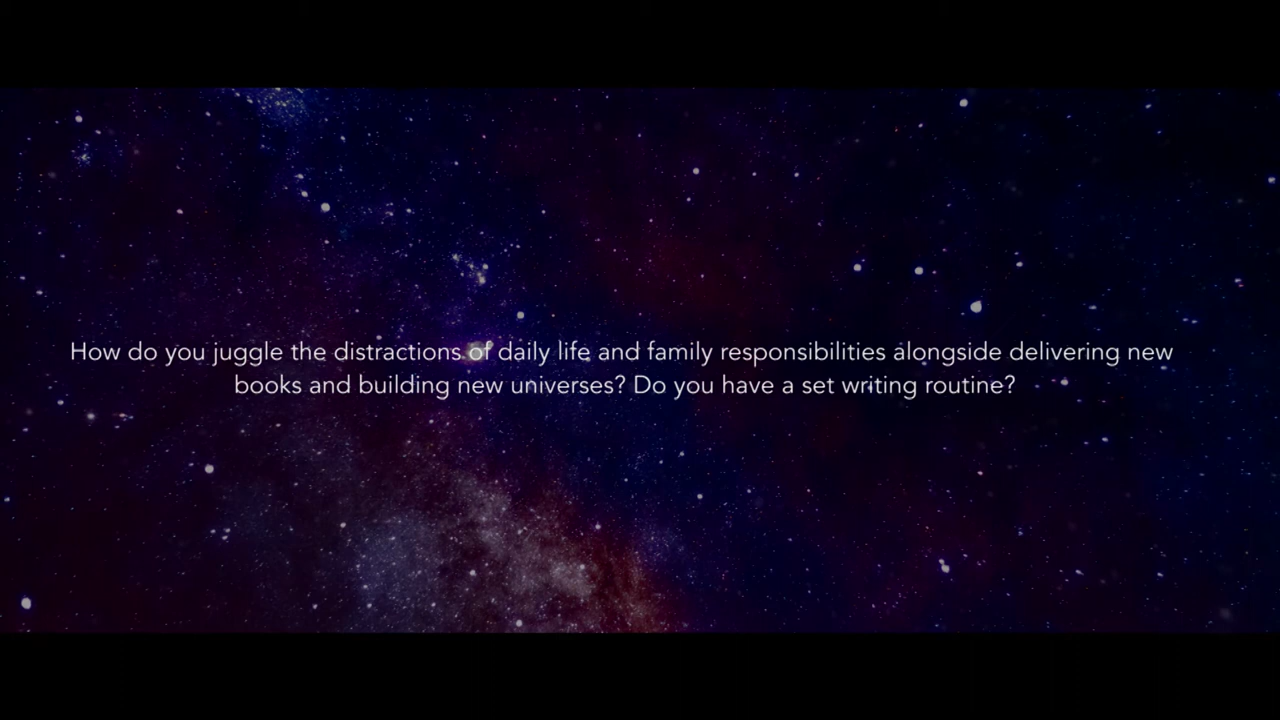 How do you juggle the distractions of daily life and family responsibilities alongside delivering new
books and building new universes? Do you have a set writing routine?